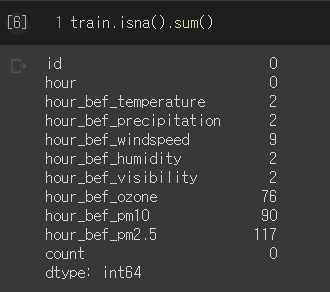 [6] 1 train.isna().sum()
id 0
hour 0
hour_bef_temperature 2
hour_bef_precipitation 2
hour_bef_windspeed 9
hour_bef_humidity 2
hour_bef_visibility 2
hour_bef_ozone 76
hour_bef_pm10 90
hour_bef_pm2.5 117
count 0
dtype: int64